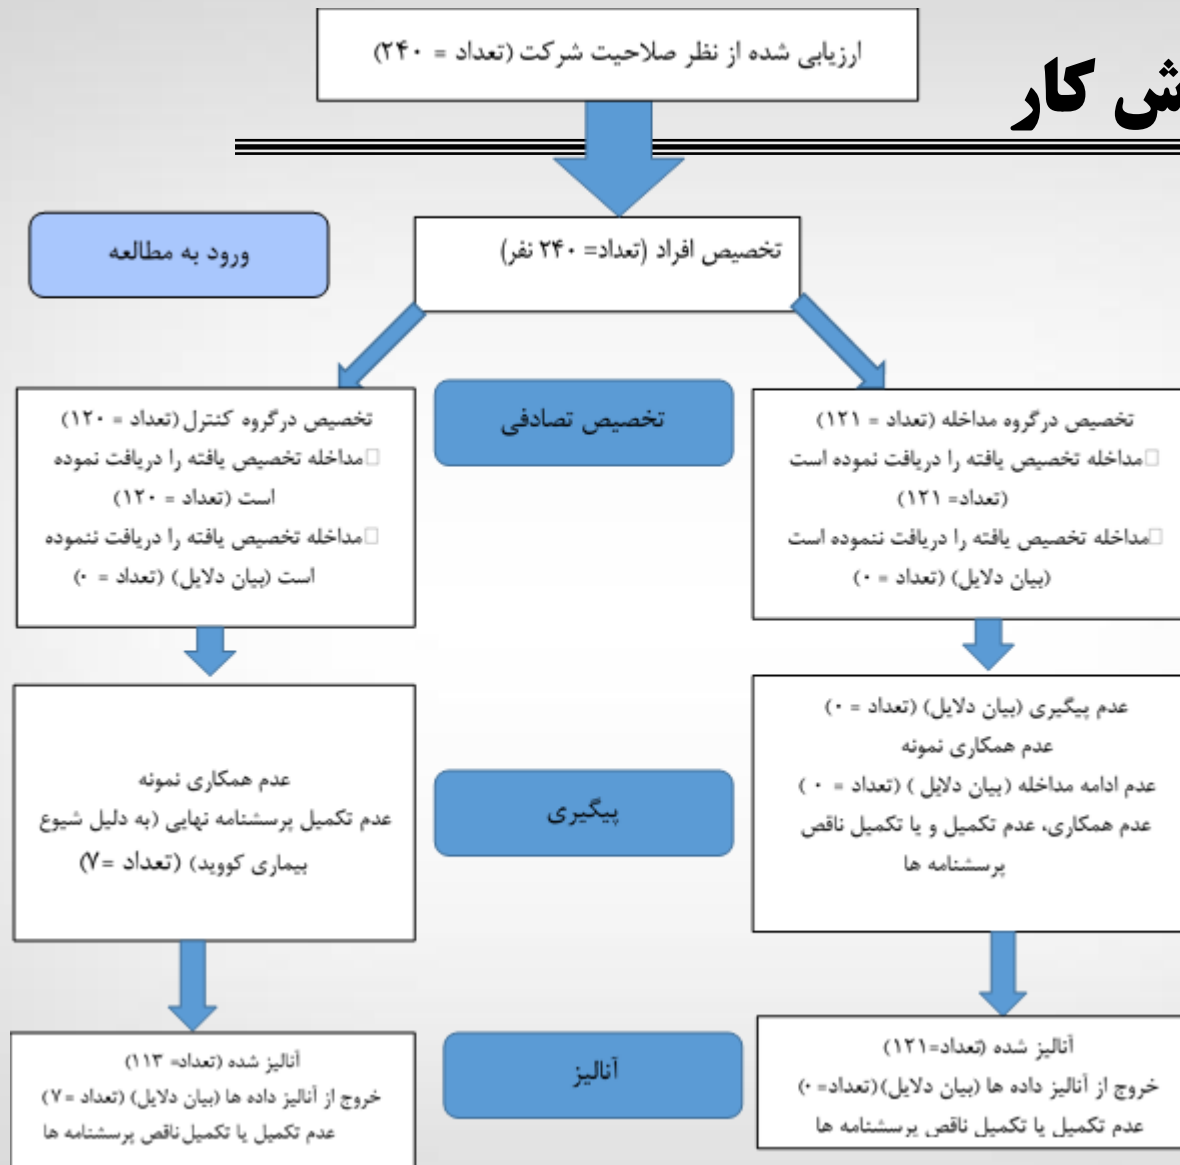 ارزیابی شده از نظر صلاحیت شرکت (تعداد = ۲۴۰)
ش کار
تخصیص افراد (تعداد= ۲۴۰ نفر)
ورود به مطالعه
تخصیص درگروه مداخله (تعداد = ۱۲۱)
□مداخله تخصیص یافته را دریافت نموده است
(تعداد= ۱۲۱)
□مداخله تخصیص یافته را دریافت ننموده است
(بیان دلایل) (تعداد = ۰)
تخصیص تصادفی
تخصیص درگروه کنترل (تعداد = ۱۲۰)
□مداخله تخصیص یافته را دریافت نموده
است (تعداد = ۱۲۰)
□مداخله تخصیص یافته را دریافت ننموده
است (بیان دلایل) (تعداد = ۰)
عدم پیگیری (بیان دلایل) (تعداد = ۰)
عدم همکاری نمونه
عدم ادامه مداخله (بیان دلایل ) (تعداد = ۰ )
عدم همکاری، عدم تکمیل و یا تکمیل ناقص
پرسشنامه ها
پیگیری
عدم همکاری نمونه
عدم تکمیل پرسشنامه نهایی (به دلیل شیوع
بیماری کووید) (تعداد =۷)
آنالیز شده (تعداد=۱۲۱)
خروج از آنالیز داده ها (بیان دلایل) (تعداد= ۰)
عدم تکمیل یا تکمیل ناقص پرسشنامه ها
آنالیز
آنالیز شده (تعداد= ۱۱۳)
خروج از آنالیز داده ها (بیان دلایل) (تعداد =۷)
عدم تکمیل یا تکمیل ناقص پرسشنامه ها